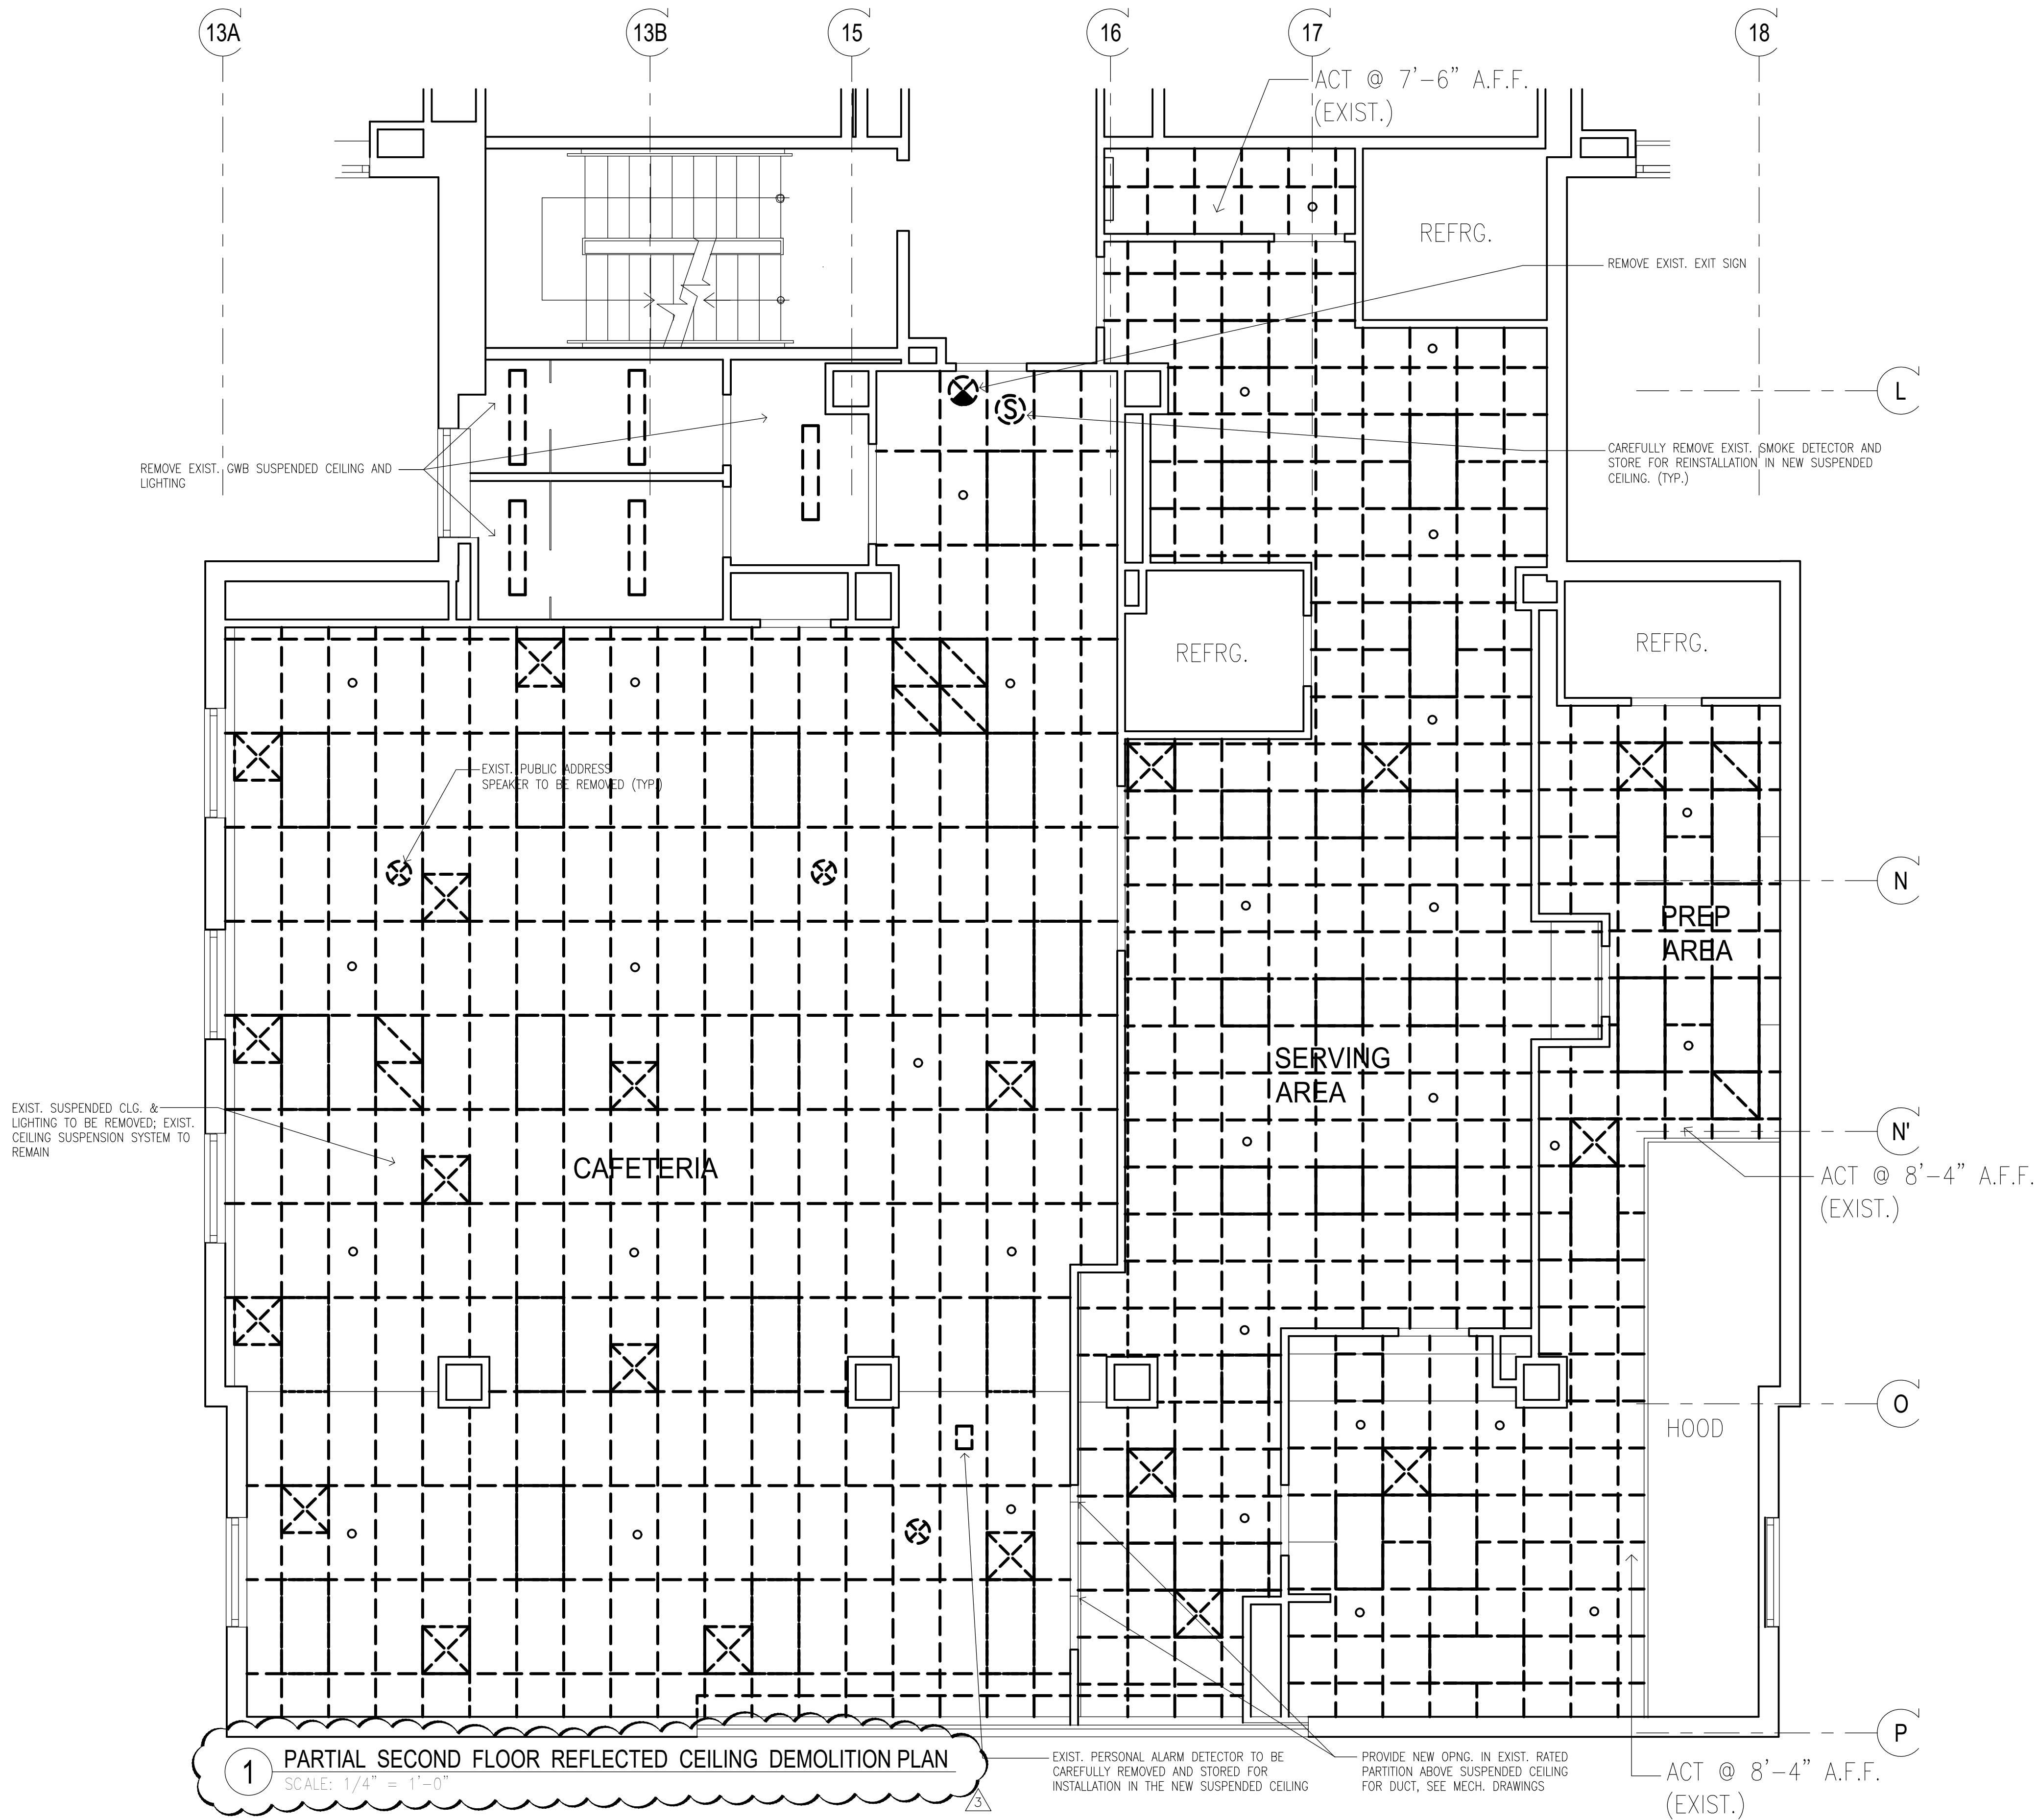 13A
13B
15
16
17
18
ACT @ 7'-6" A.F.F.
(EXIST.)
REFRG.
REMOVE EXIST. EXIT SIGN
L
S
CAREFULLY REMOVE EXIST. SMOKE DETECTOR AND
STORE FOR REINSTALLATION IN NEW SUSPENDED
CEILING. (TYP.)
REMOVE EXIST. GWB SUSPENDED CEILING AND
LIGHTING
REFRG.
REFRG.
EXIST. PUBLIC ADDRESS
SPEAKER TO BE REMOVED (TYP.)
N
PREP
AREA
SERVING
AREA
EXIST. SUSPENDED CLG. &
LIGHTING TO BE REMOVED; EXIST.
CEILING SUSPENSION SYSTEM TO
REMAIN
N'
CAFETERIA
ACT @ 8'-4" A.F.F.
(EXIST.)
O
HOOD
P
1
PARTIAL SECOND FLOOR REFLECTED CEILING DEMOLITION PLAN
SCALE: 1/4" = 1'-0"
3
EXIST. PERSONAL ALARM DETECTOR TO BE
CAREFULLY REMOVED AND STORED FOR
INSTALLATION IN THE NEW SUSPENDED CEILING
PROVIDE NEW OPNG. IN EXIST. RATED
PARTITION ABOVE SUSPENDED CEILING
FOR DUCT, SEE MECH. DRAWINGS
ACT @ 8'-4" A.F.F.
(EXIST.)